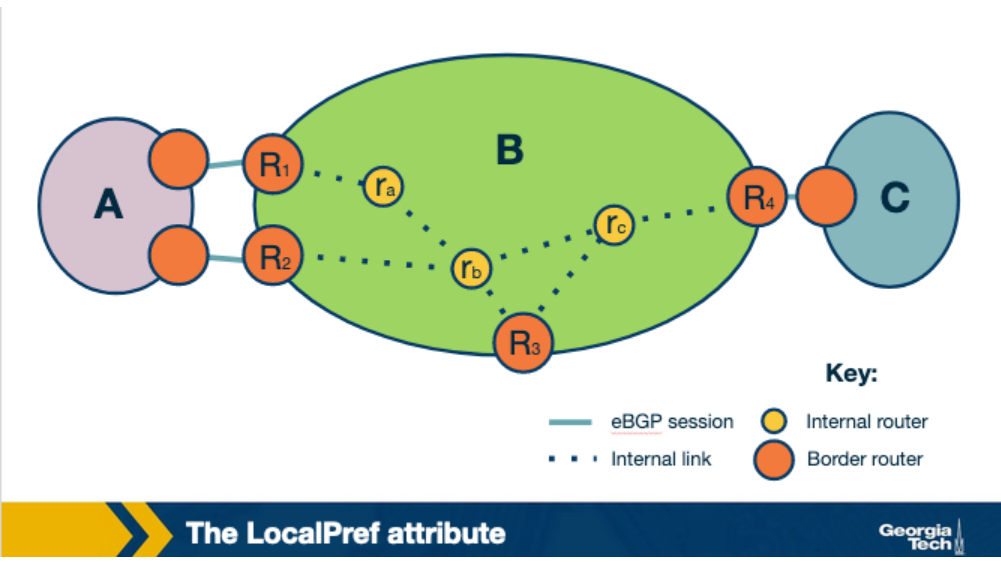 A
B
C
R1
ra
R2
rb
rc
R3
R4
Key:
eBGP session
Internal router
Internal link
Border router
The LocalPref attribute
Georgia
Tech